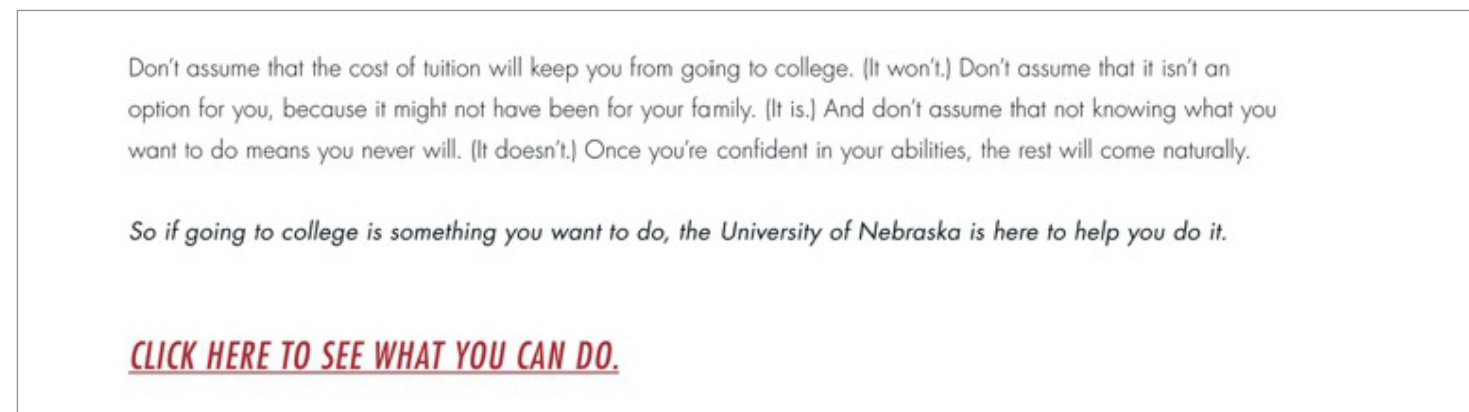 Don't assume that the cost of tuition will keep you from going to college. (It won't.) Don't assume that it isn't an
option for you, because it might not have been for your family. (It is.) And don't assume that not knowing what you
want to do means you never will. (It doesn't.) Once you're confident in your abilities, the rest will come naturally.
So if going to college is something you want to do, the University of Nebraska is here to help you do it.
CLICK HERE TO SEE WHAT YOU CAN DO.